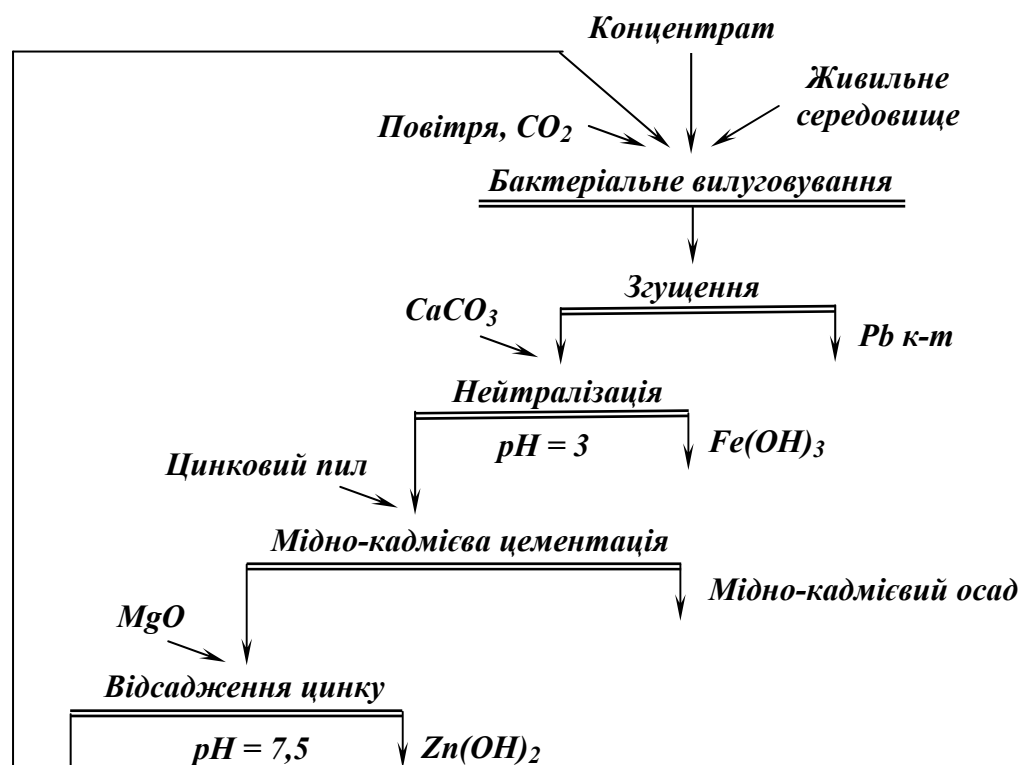 Концентрат
Живильне
середовище
Повітря, CO2
Бактеріальне вилуговування
Згущення
CaCO3
Pb к-т
Нейтралізація
pH = 3
Fe(OH)3
Цинковий пил
Мідно-кадмієва цементація
Мідно-кадмієвий осад
MgO
Відсадження цинку
pH = 7,5
Zn(OH)2